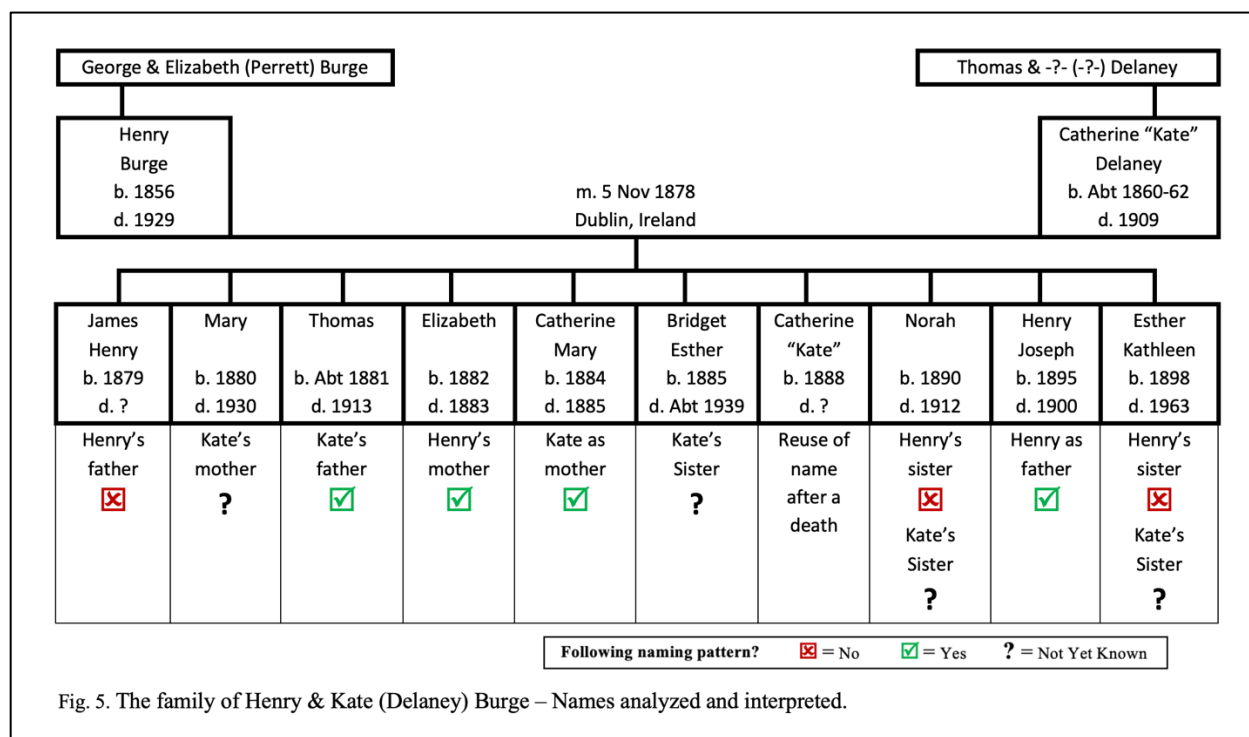 George & Elizabeth (Perrett) Burge
Thomas & -?- (-?-) Delaney
Henry
Burge
b. 1856
d. 1929
m. 5 Nov 1878
Dublin, Ireland
Catherine “Kate”
Delaney
b. Abt 1860-62
d. 1909
James
Henry
b. 1879
d. ?
Mary
b. 1880
d. 1930
Thomas
b. Abt 1881
d. 1913
Elizabeth
b. 1882
d. 1883
Catherine
Mary
b. 1884
d. 1885
Bridget
Esther
b. 1885
d. Abt 1939
Catherine
“Kate”
b. 1888
d. ?
Norah
b. 1890
d. 1912
Henry
Joseph
b. 1895
d. 1900
Esther
Kathleen
b. 1898
d. 1963
Henry’s
father
Kate’s
mother
?
Kate’s
father
Henry’s
mother
Kate as
mother
Kate’s
Sister
?
Reuse of
name
after a
death
Henry’s
sister
Kate’s
Sister
?
Henry as
father
Henry’s
sister
Kate’s
Sister
?
Following naming pattern? = No = Yes ? = Not Yet Known
Fig. 5. The family of Henry & Kate (Delaney) Burge – Names analyzed and interpreted.